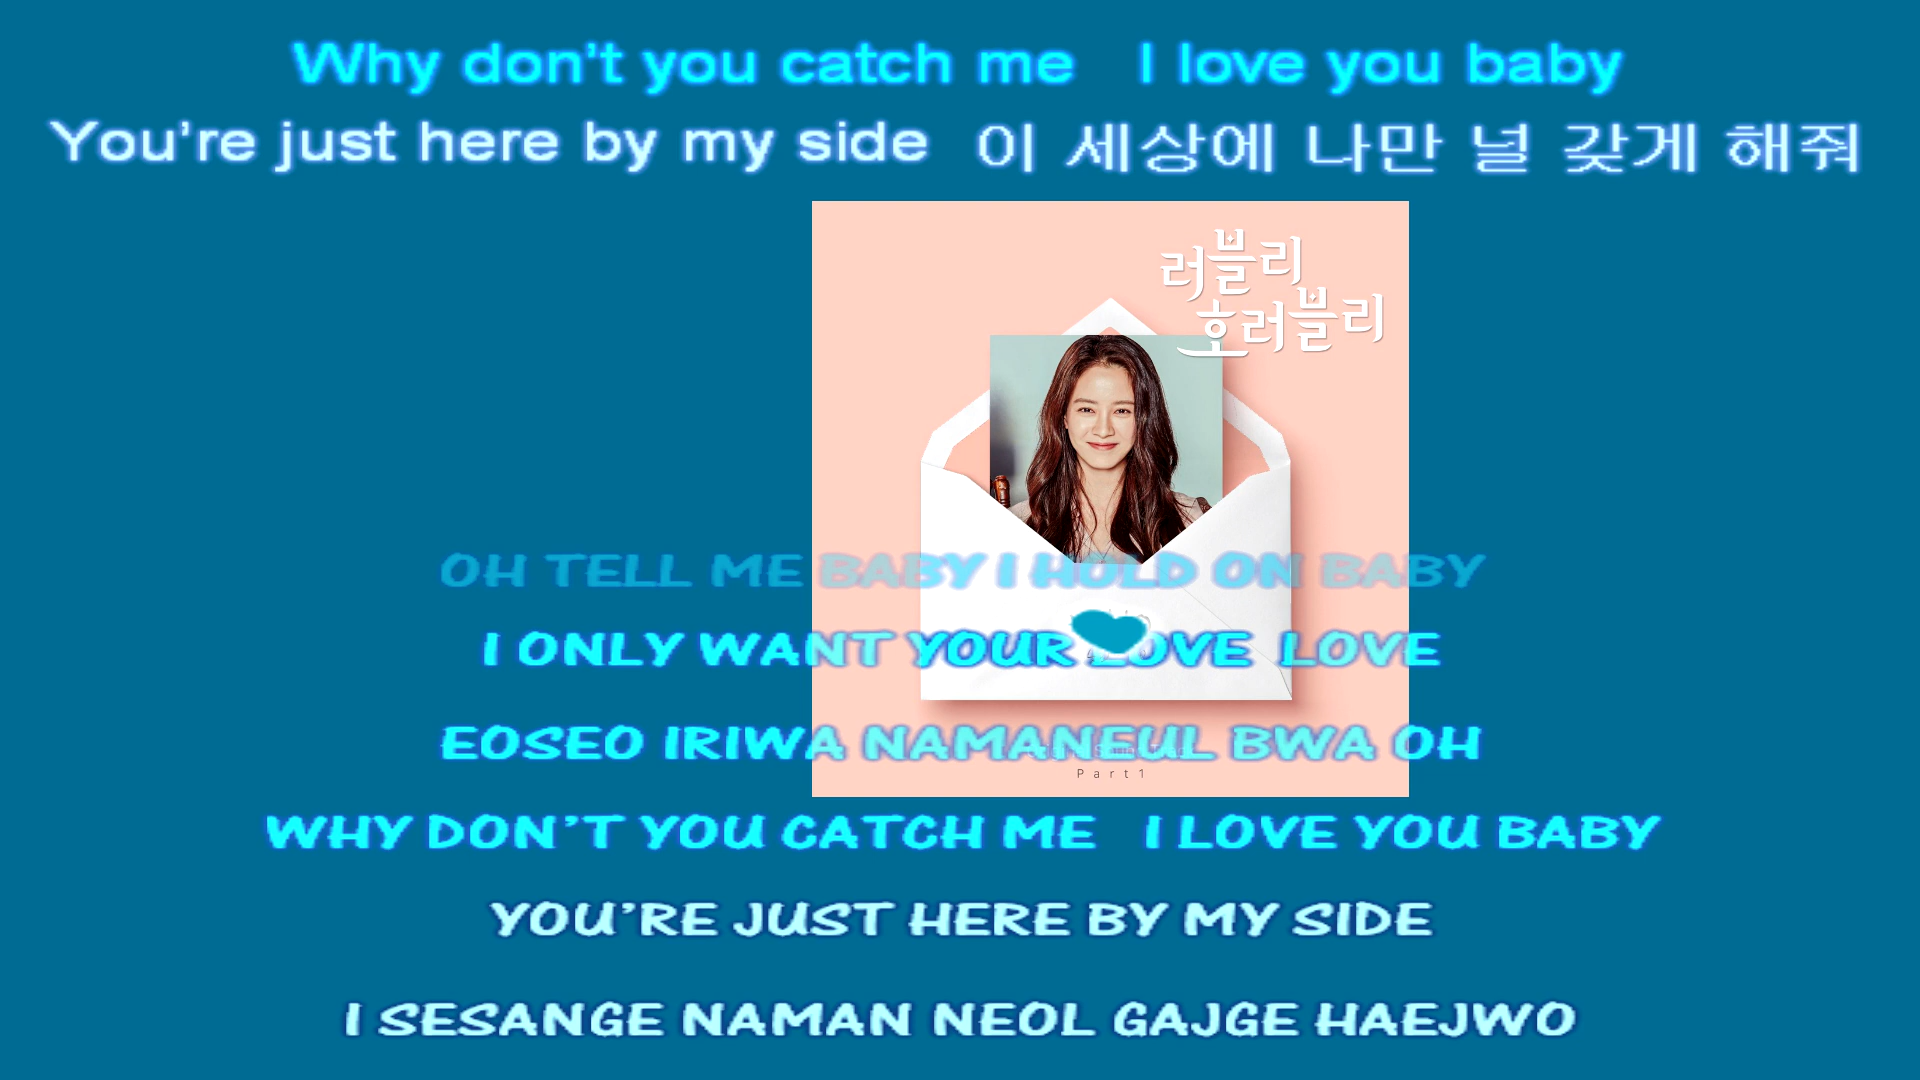 Why don't you catch me I love you baby
You're just here by my side 이 세상에 나만 널 갖게 해줘
러블리
호러블리
OH TELL ME BABY I HOLD ON BABY
I ONLY WANT YOUR LOVE LOVE
EOSEO IRIWA NAMANEUL BWA OH
Part1
WHY DON'T YOU CATCH ME I LOVE YOU BABY
YOU'RE JUST HERE BY MY SIDE
I SESANGE NAMAN NEOL GAJGE HAEJWO